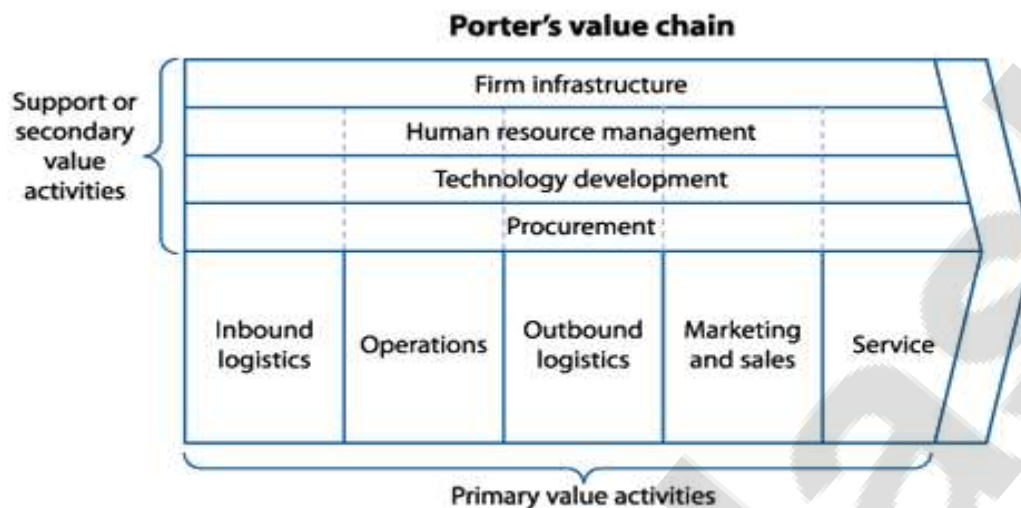 Porter's value chain
Support or
secondary
value
activities
Firm infrastructure
Human resource management
Technology development
Procurement
Inbound
logistics
Operations
Outbound
logistics
Marketing
and sales
Service
Primary value activities